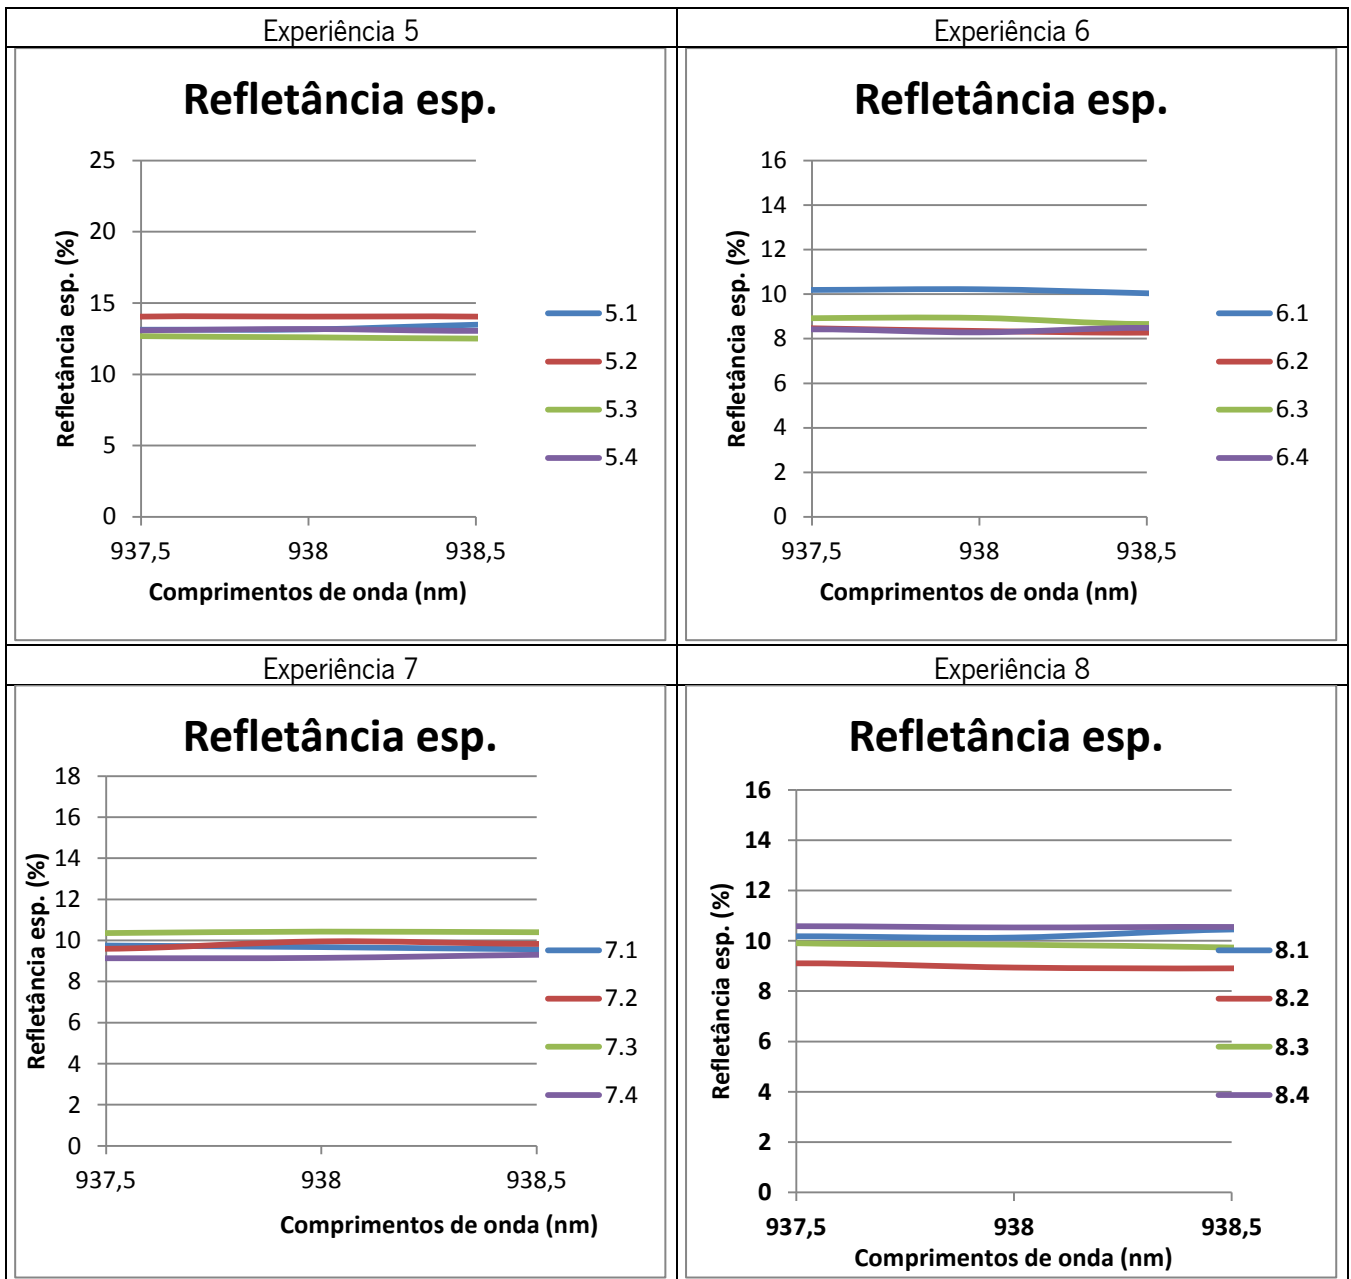 Experiência 5
Refletância esp.
Refletância esp. (%)
25
20
15
10
5
0
937,5 938 938,5
Comprimentos de onda (nm)
5.1
5.2
5.3
5.4
Experiência 6
Refletância esp.
Refletância esp. (%)
16
14
12
10
8
6
4
2
0
937,5 938 938,5
Comprimentos de onda (nm)
6.1
6.2
6.3
6.4
Experiência 7
Refletância esp.
Refletância esp. (%)
18
16
14
12
10
8
6
4
2
0
937,5 938 938,5
Comprimentos de onda (nm)
7.1
7.2
7.3
7.4
Experiência 8
Refletância esp.
Refletância esp. (%)
16
14
12
10
8
6
4
2
0
937,5 938 938,5
Comprimentos de onda (nm)
8.1
8.2
8.3
8.4